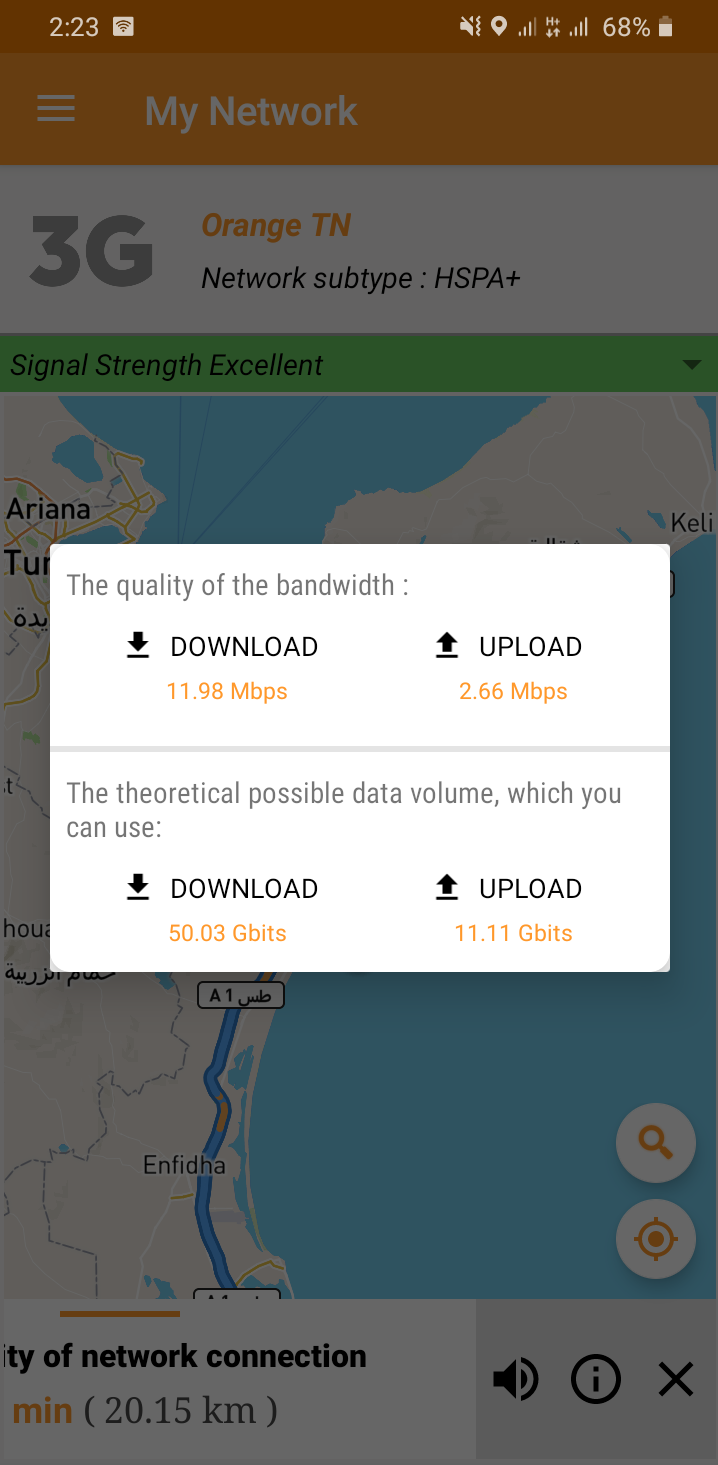 2:23
68%
My Network
3G
Orange TN
Network subtype : HSPA+
Signal Strength Excellent
Ariana
Keli
Tur
The quality of the bandwidth :
DOWNLOAD
UPLOAD
11.98 Mbps
2.66 Mbps
The theoretical possible data volume, which you
can use:
DOWNLOAD
UPLOAD
50.03 Gbits
11.11 Gbits
houa
حمام الزريبة
A 1 طس
Enfidha
ity of network connection
min ( 20.15 km )